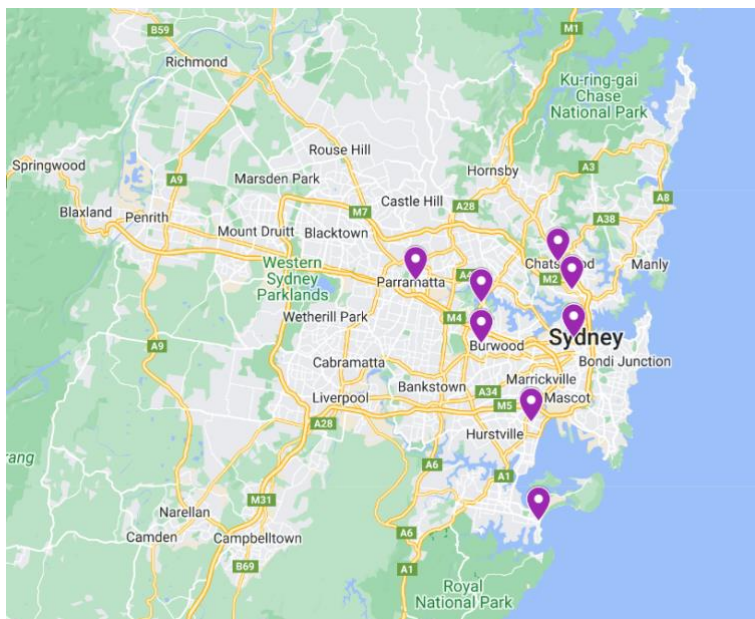 B59
M1
Richmond
Ku-ring-gai
Chase
National Park
Rouse Hill
Hornsby
A3
Springwood
A9
Marsden Park
Castle Hill
A28
A8
Blaxland
Penrith
M7
A38
Mount Druitt
Blacktown
Western
Sydney
Parklands
Parramatta
A4
M2
Manly
Wetherill Park
M4
Sydney
Burwood
A9
Cabramatta
Bondi Junction
Bankstown
A34
Marrickville
Liverpool
M5
Mascot
A28
Hurstville
rang
A6
A1
M31
Narellan
Camden
Campbelltown
A6
B69
A1
Royal
National Park